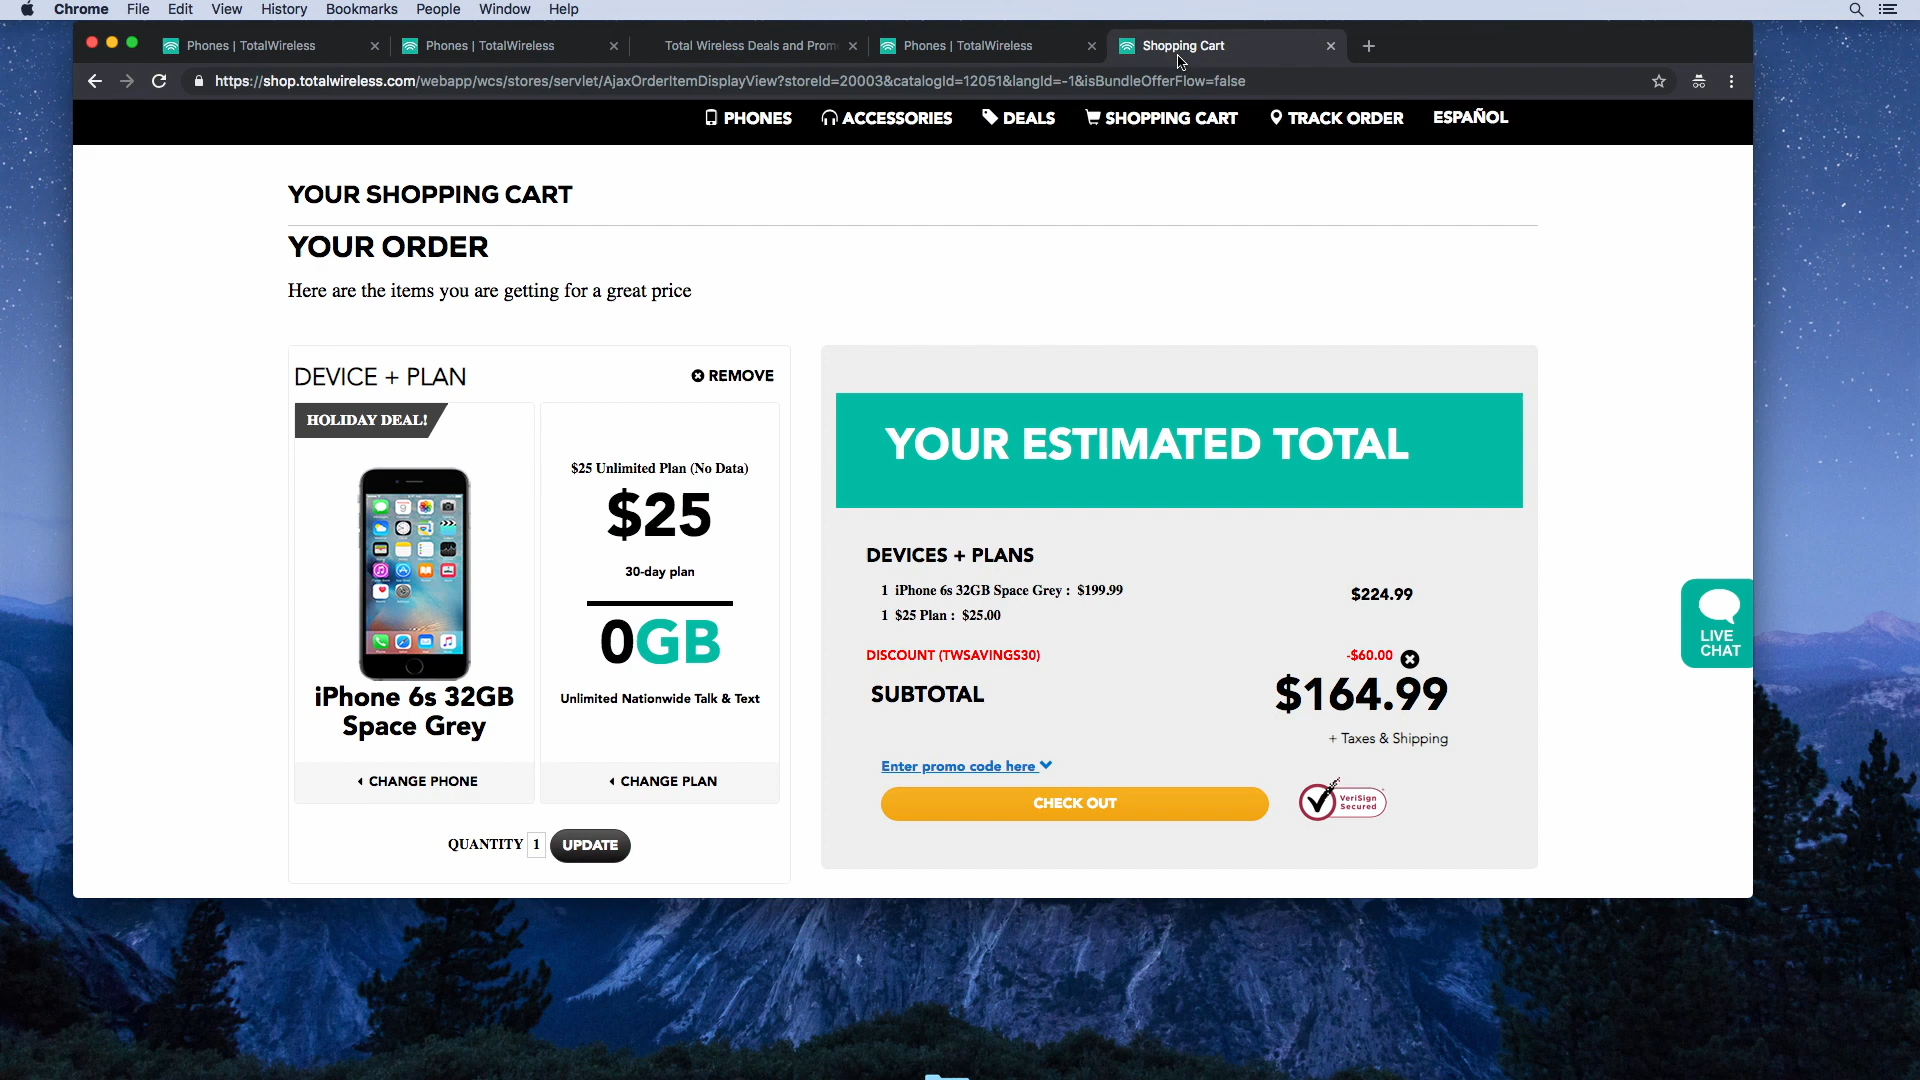 Chrome File Edit View History Bookmarks People Window Help
Phones | TotalWireless
Phones | TotalWireless
Total Wireless Deals and Prom
Phones | TotalWireless
Shopping Cart
https://shop.totalwireless.com/webapp/wcs/stores/servlet/AjaxOrderItemDisplayView?storeId=20003&catalogId=12051&langId=-1&isBundleOfferFlow=false
PHONES ACCESSORIES DEALS SHOPPING CART TRACK ORDER ESPAÑOL
YOUR SHOPPING CART
YOUR ORDER
Here are the items you are getting for a great price
DEVICE + PLAN
REMOVE
HOLIDAY DEAL!
iPhone 6s 32GB
Space Grey
CHANGE PHONE
$25 Unlimited Plan (No Data)
$25
30-day plan
0GB
Unlimited Nationwide Talk & Text
CHANGE PLAN
QUANTITY 1 UPDATE
YOUR ESTIMATED TOTAL
DEVICES + PLANS
1 iPhone 6s 32GB Space Grey : $199.99
$224.99
1 $25 Plan : $25.00
DISCOUNT (TWSAVINGS30) -$60.00
SUBTOTAL $164.99
+ Taxes & Shipping
Enter promo code here
CHECK OUT
VeriSign
Secured
LIVE
CHAT